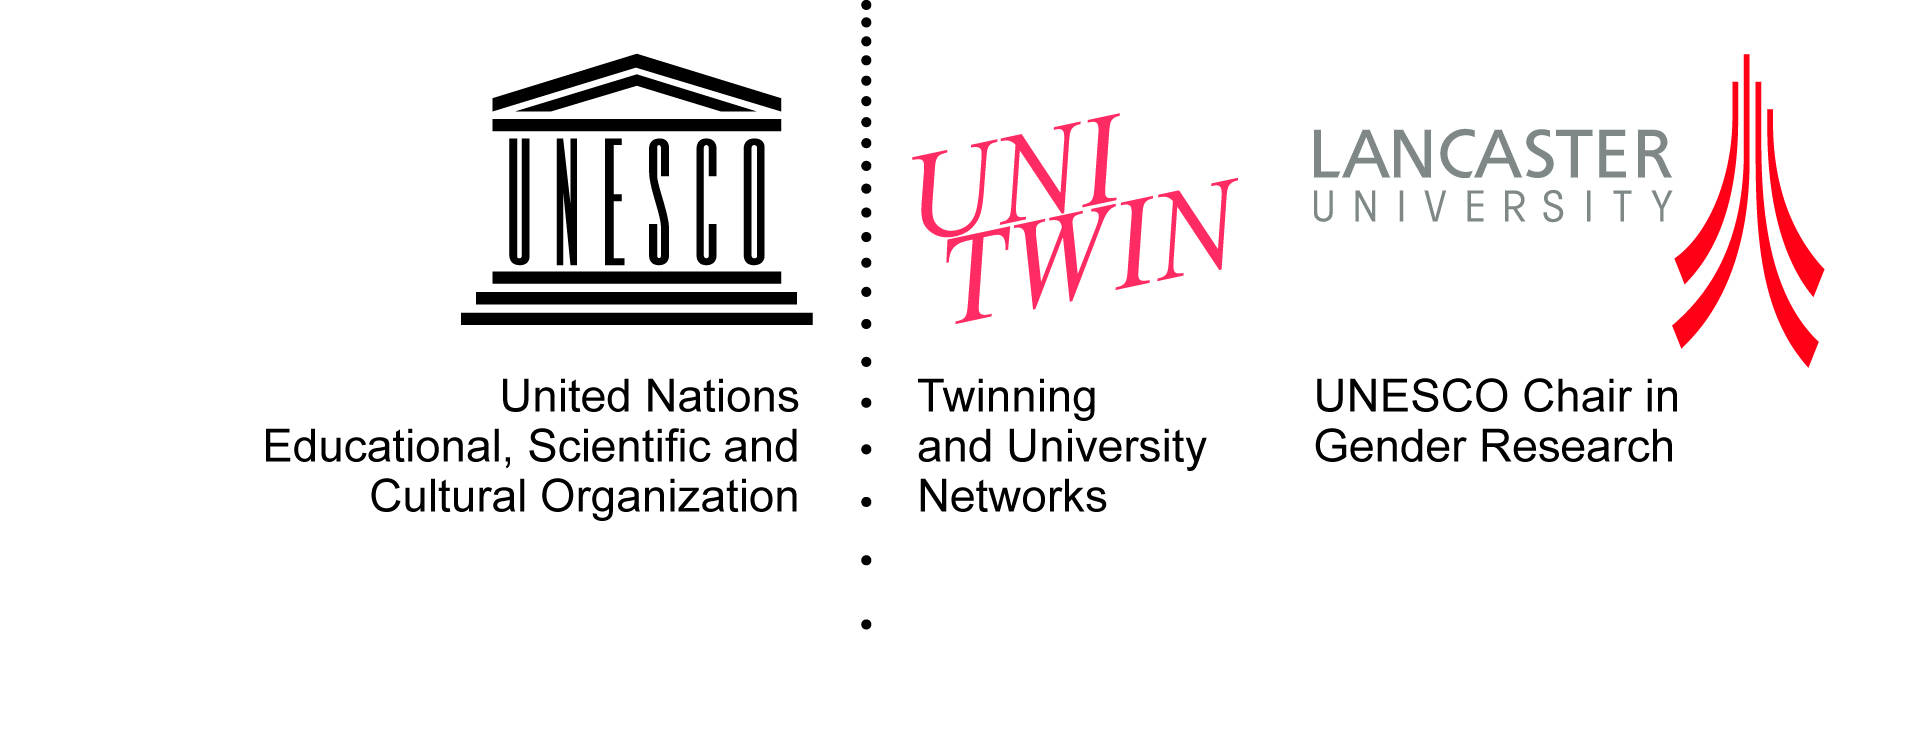 UNESCO
United Nations
Educational, Scientific and
Cultural Organization
UNI
TWIN
Twinning
and University
Networks
LANCASTER
UNIVERSITY
UNESCO Chair in
Gender Research